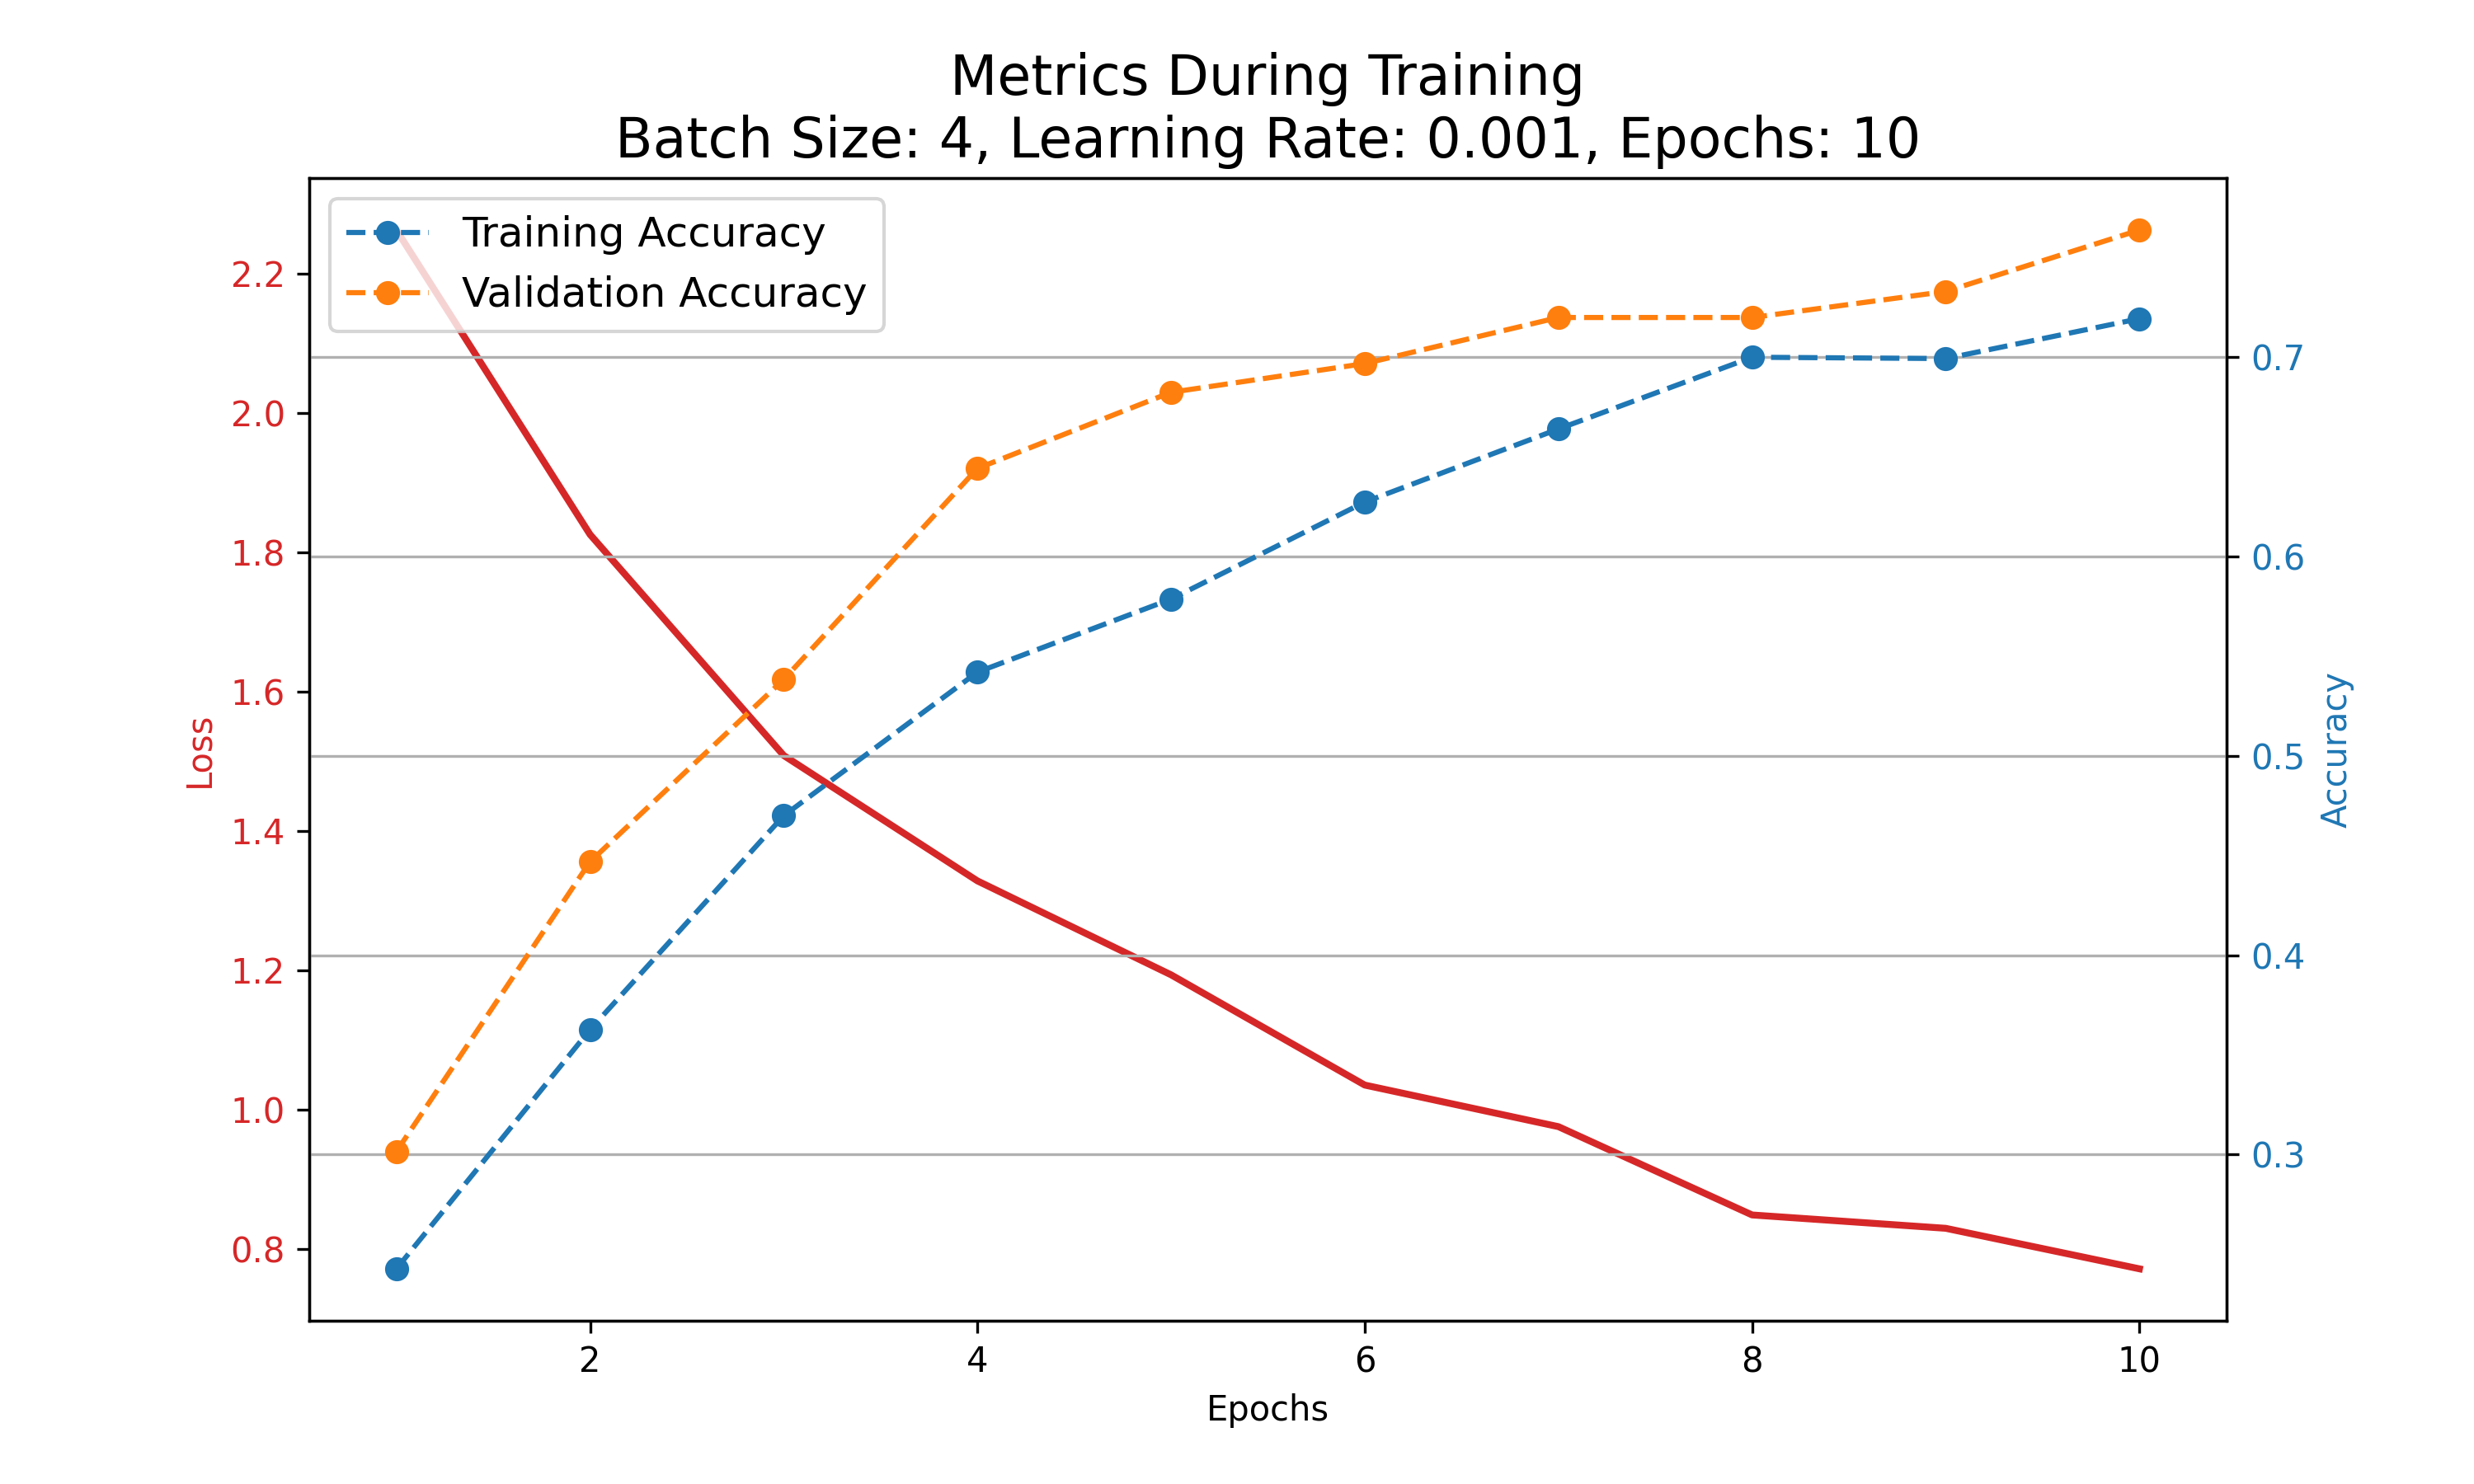 Metrics During Training
Batch Size: 4, Learning Rate: 0.001, Epochs: 10
Training Accuracy
Validation Accuracy
2.2
2.0
1.8
1.6
1.4
1.2
1.0
0.8
Loss
0.7
0.6
0.5
0.4
0.3
Accuracy
2 4 6 8 10
Epochs